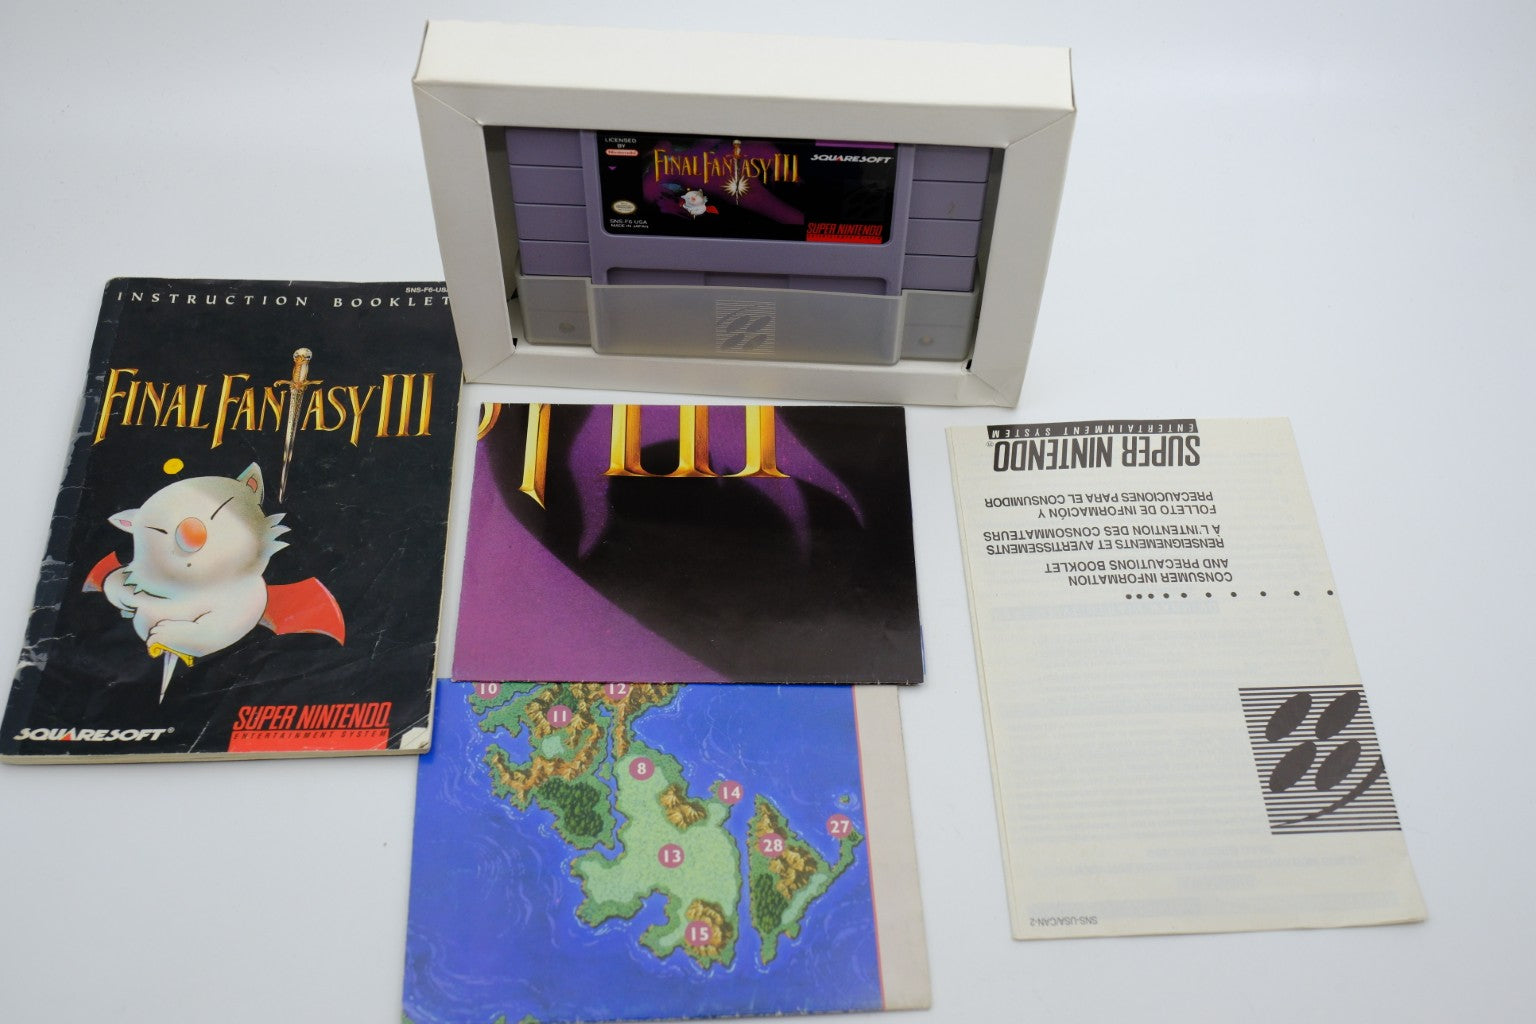 LICENSED
BY
Nintendo
FINAL FANTASY III
SQUARESOFT
SNS-F6-USA
MADE IN JAPAN
SUPER NINTENDO
ENTERTAINMENT SYSTEM
SNS-F6-USA
INSTRUCTION BOOKLET
FINAL FANTASY III
SQUARESOFT®
SUPER NINTENDO
ENTERTAINMENT SYSTEM
Y III
10
12
11
8
14
13
27
28
15
SUPER NINTENDO®
ENTERTAINMENT SYSTEM
CONSUMER INFORMATION
AND PRECAUTIONS BOOKLET
RENSEIGNEMENTS ET AVERTISSEMENTS
A L'INTENTION DES CONSOMMATEURS
FOLLETO DE INFORMACIÓN Y
PRECAUCIONES PARA EL CONSUMIDOR
SNS-USA/CAN-2